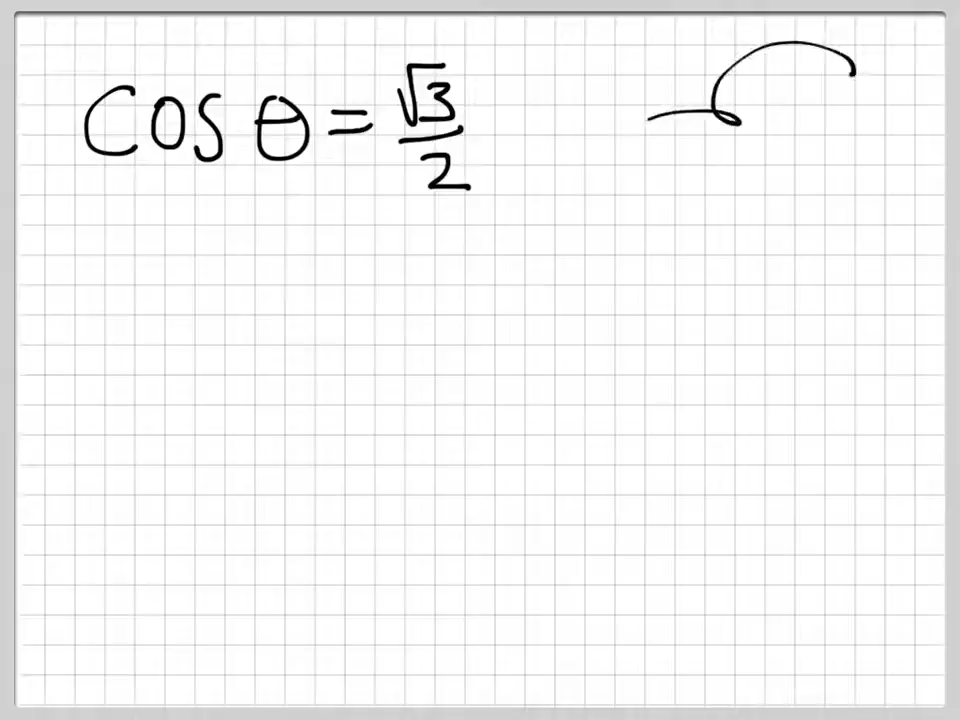 cos θ = √3/2